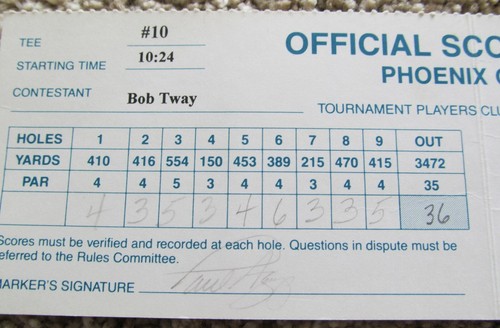 TEE #10 OFFICIAL SCO
STARTING TIME 10:24 PHOENIX
CONTESTANT Bob Tway
TOURNAMENT PLAYERS CLU
HOLES 1 2 3 4 5 6 7 8 9 OUT
YARDS 410 416 554 150 453 389 215 470 415 3472
PAR 4 4 5 3 4 4 3 4 4 35
4 3 5 3 4 6 3 3 5 36
Scores must be verified and recorded at each hole. Questions in dispute must be
eferred to the Rules Committee.
MARKER'S SIGNATURE